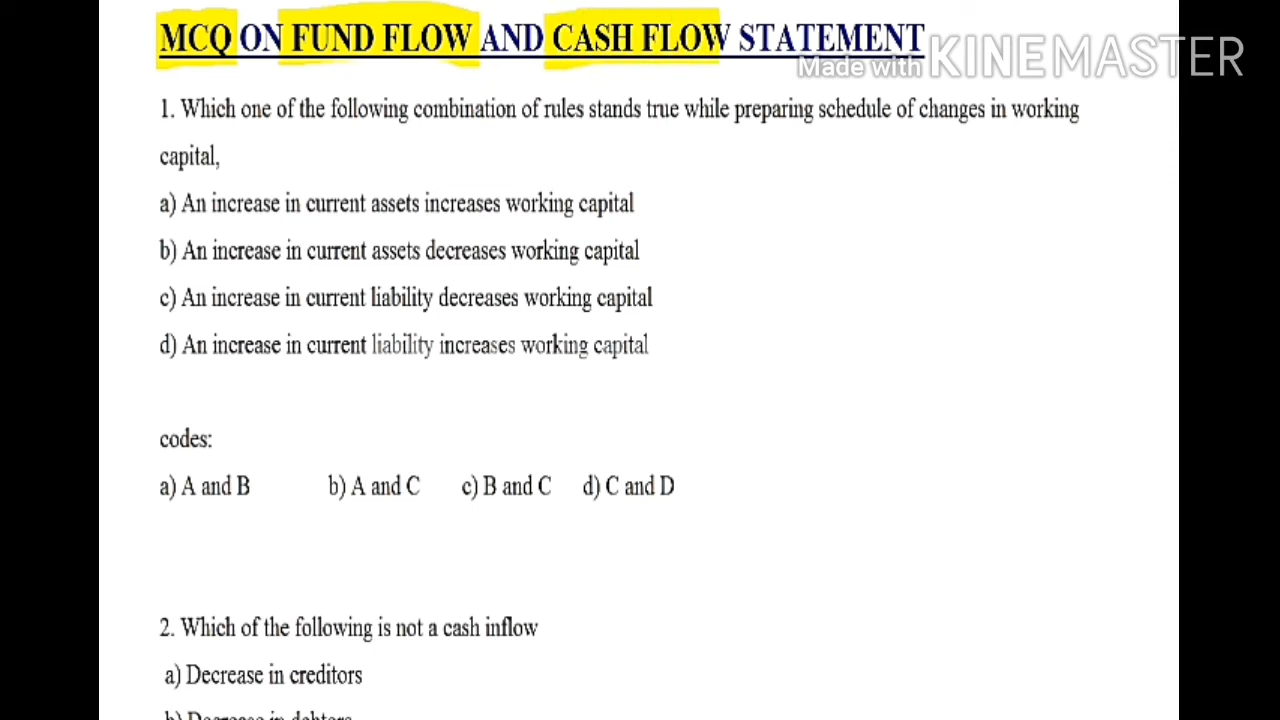 MCQ ON FUND FLOW AND CASH FLOW STATEMENT
Made with KINEMASTER
1. Which one of the following combination of rules stands true while preparing schedule of changes in working
capital,
a) An increase in current assets increases working capital
b) An increase in current assets decreases working capital
c) An increase in current liability decreases working capital
d) An increase in current liability increases working capital
codes:
a) A and B b) A and C c) B and C d) C and D
2. Which of the following is not a cash inflow
a) Decrease in creditors
b) Decrease in debtors